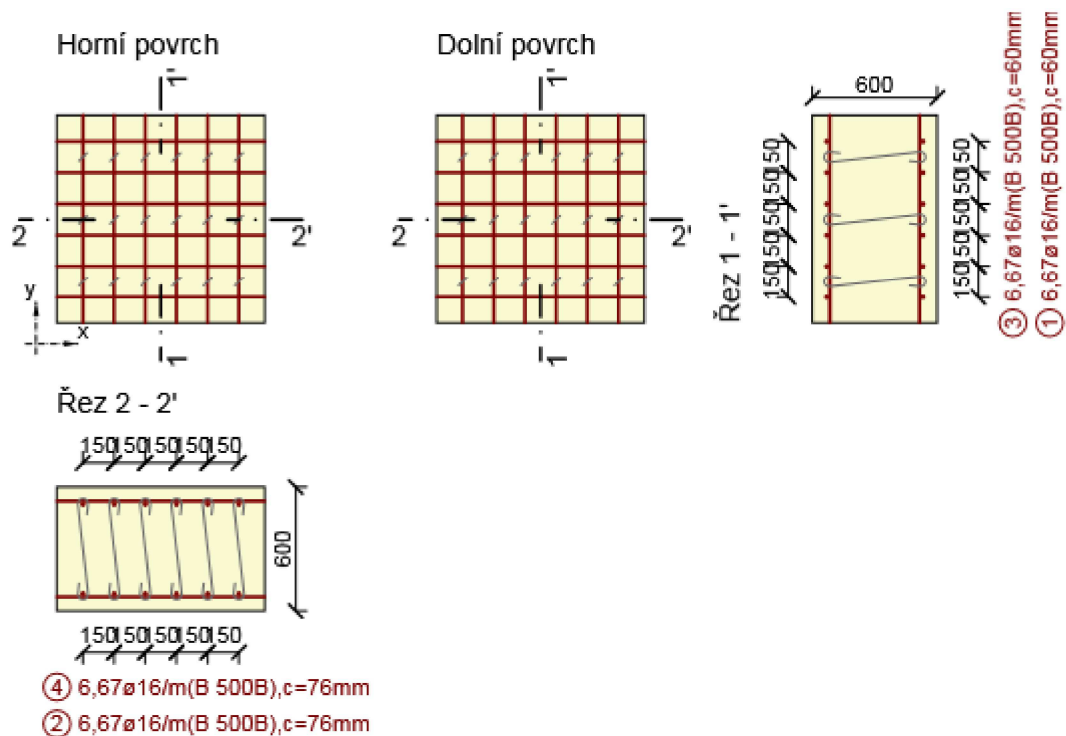 Horní povrch
Dolní povrch
1'
1'
2
2'
2
2'
y
x
1
1
600
150 150 150 150 150
Řez 1 - 1'
150 150 150 150 150
③ 6,67ø16/m(B 500B),c=60mm
① 6,67ø16/m(B 500B),c=60mm
Řez 2 - 2'
150 150 150 150 150
600
150 150 150 150 150
④ 6,67ø16/m(B 500B),c=76mm
② 6,67ø16/m(B 500B),c=76mm